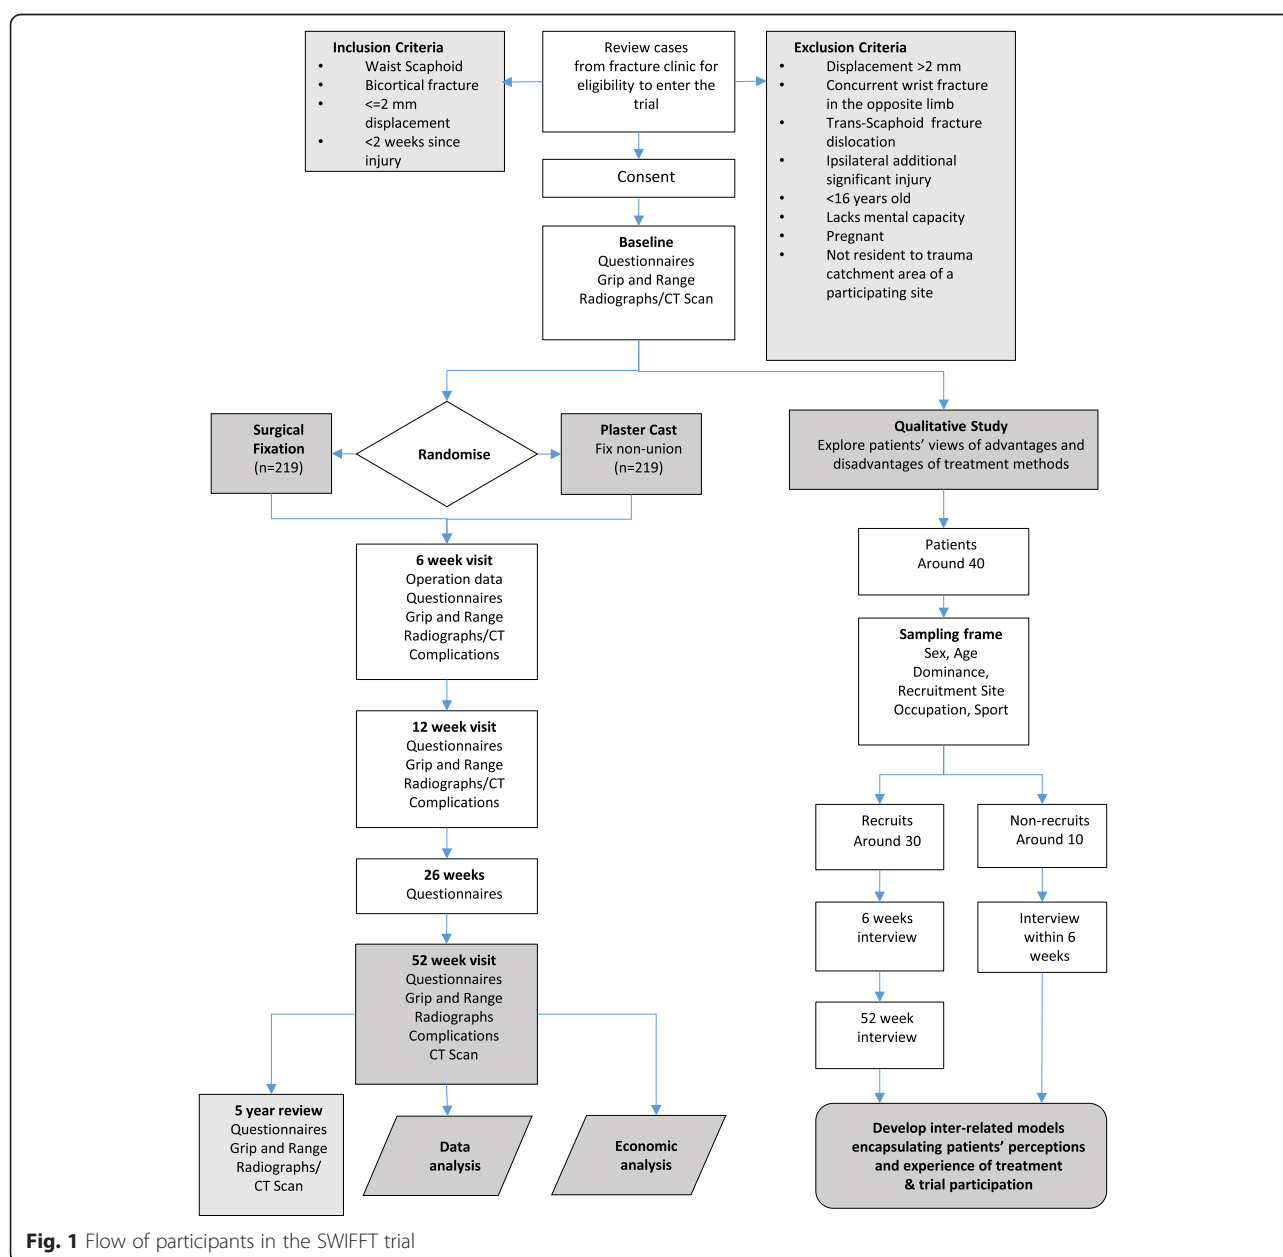 Inclusion Criteria
• Waist Scaphoid
• Bicortical fracture
• <=2 mm
displacement
• <2 weeks since
injury
Review cases
from fracture clinic for
eligibility to enter the
trial
Exclusion Criteria
• Displacement >2 mm
• Concurrent wrist fracture
in the opposite limb
• Trans-Scaphoid fracture
dislocation
• Ipsilateral additional
significant injury
• <16 years old
• Lacks mental capacity
• Pregnant
• Not resident to trauma
catchment area of a
participating site
Consent
Baseline
Questionnaires
Grip and Range
Radiographs/CT Scan
Surgical
Fixation
(n=219)
Randomise
Plaster Cast
Fix non-union
(n=219)
Qualitative Study
Explore patients’ views of advantages and
disadvantages of treatment methods
6 week visit
Operation data
Questionnaires
Grip and Range
Radiographs/CT
Complications
12 week visit
Questionnaires
Grip and Range
Radiographs/CT
Complications
26 weeks
Questionnaires
52 week visit
Questionnaires
Grip and Range
Radiographs
Complications
CT Scan
5 year review
Questionnaires
Grip and Range
Radiographs/
CT Scan
Data
analysis
Economic
analysis
Patients
Around 40
Sampling frame
Sex, Age
Dominance,
Recruitment Site
Occupation, Sport
Recruits
Around 30
Non-recruits
Around 10
6 weeks
interview
Interview
within 6
weeks
52 week
interview
Develop inter-related models
encapsulating patients’ perceptions
and experience of treatment
& trial participation
Fig. 1 Flow of participants in the SWIFFT trial